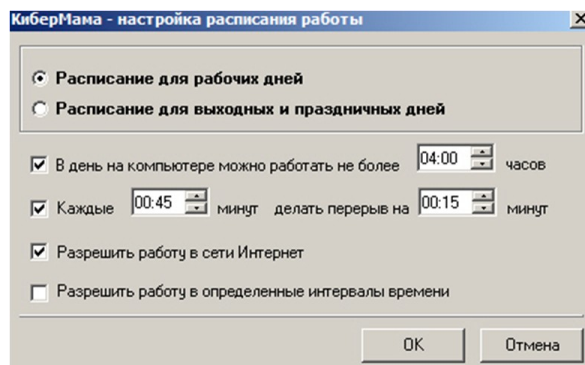 КиберМама - настройка расписания работы
Расписание для рабочих дней
Расписание для выходных и праздничных дней
В день на компьютере можно работать не более 04:00 часов
Каждые 00:45 минут делать перерыв на 00:15 минут
Разрешить работу в сети Интернет
Разрешить работу в определенные интервалы времени
OK Отмена